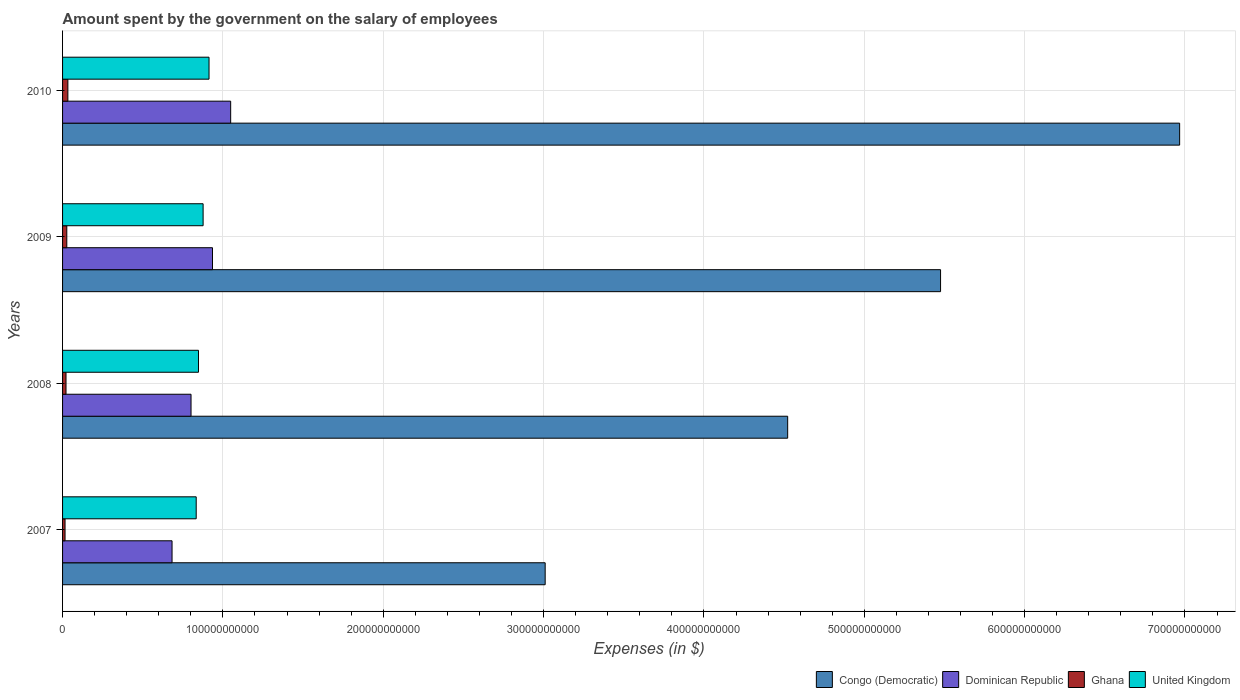 Amount spent by the government on the salary of employees
2010
2009
2008
2007
Years
0
100000000000
200000000000
300000000000
400000000000
500000000000
600000000000
700000000000
Expenses (in $)
Congo (Democratic)
Dominican Republic
Ghana
United Kingdom